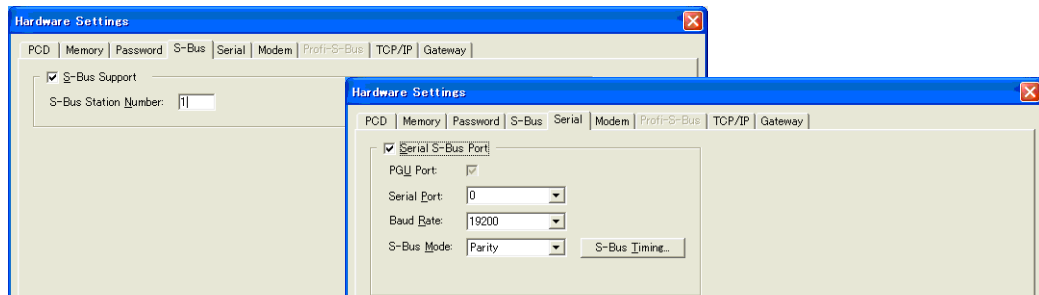 Hardware Settings
PCD Memory Password S-Bus Serial Modem Profi-S-Bus TCP/IP Gateway
S-Bus Support
S-Bus Station Number: 1
Hardware Settings
PCD Memory Password S-Bus Serial Modem Profi-S-Bus TCP/IP Gateway
Serial S-Bus Port
PGU Port:
Serial Port: 0
Baud Rate: 19200
S-Bus Mode: Parity S-Bus Timing...